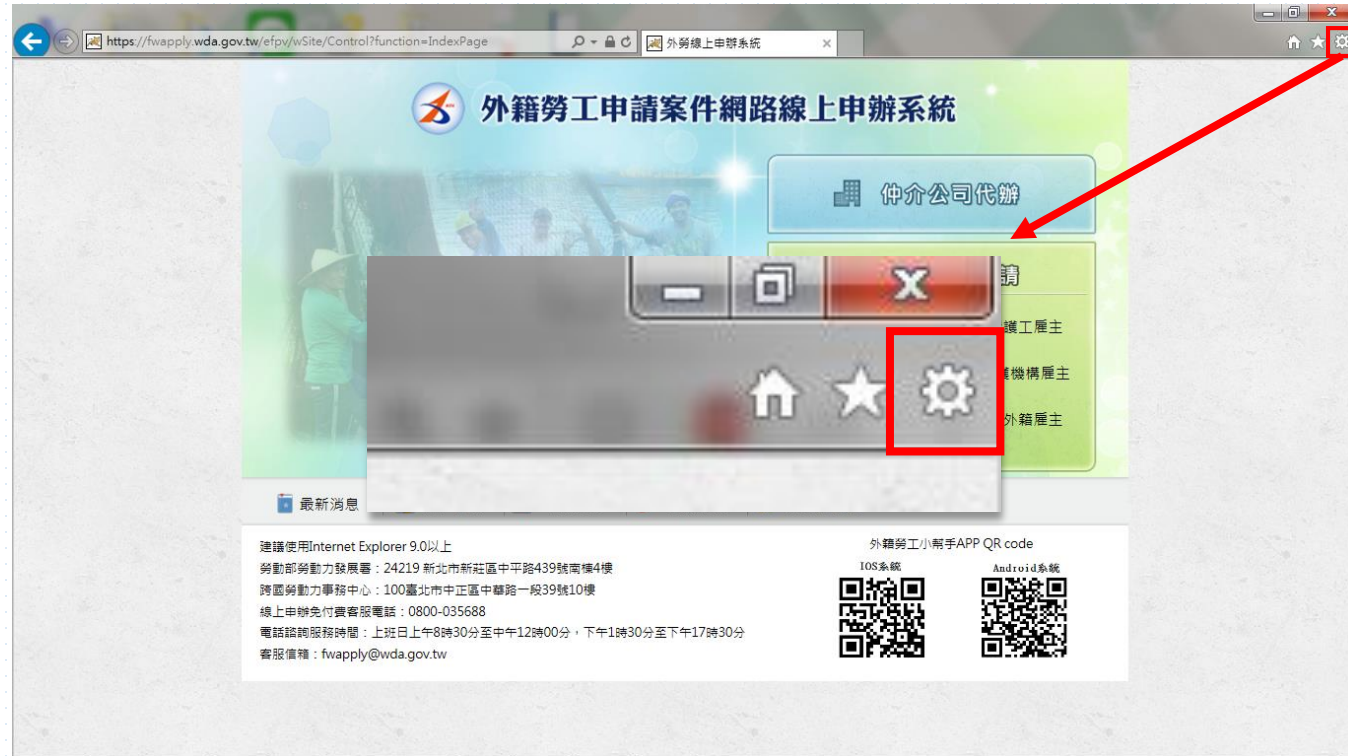 https://fwapply.wda.gov.tw/efpv/wSite/Control?function=IndexPage
外勞線上申辦系統
外籍勞工申請案件網路線上申辦系統
仲介公司代辦
請
護工雇主
機構雇主
外籍雇主
最新消息
建議使用Internet Explorer 9.0以上
勞動部勞動力發展署：24219 新北市新莊區中平路439號南棟4樓
跨國勞動力事務中心：100臺北市中正區中華路一段39號10樓
線上申辦免付費客服電話：0800-035688
電話諮詢服務時間：上班日上午8時30分至中午12時00分，下午1時30分至下午17時30分
客服信箱：fwapply@wda.gov.tw
外籍勞工小幫手APP QR code
IOS系統
Android系統